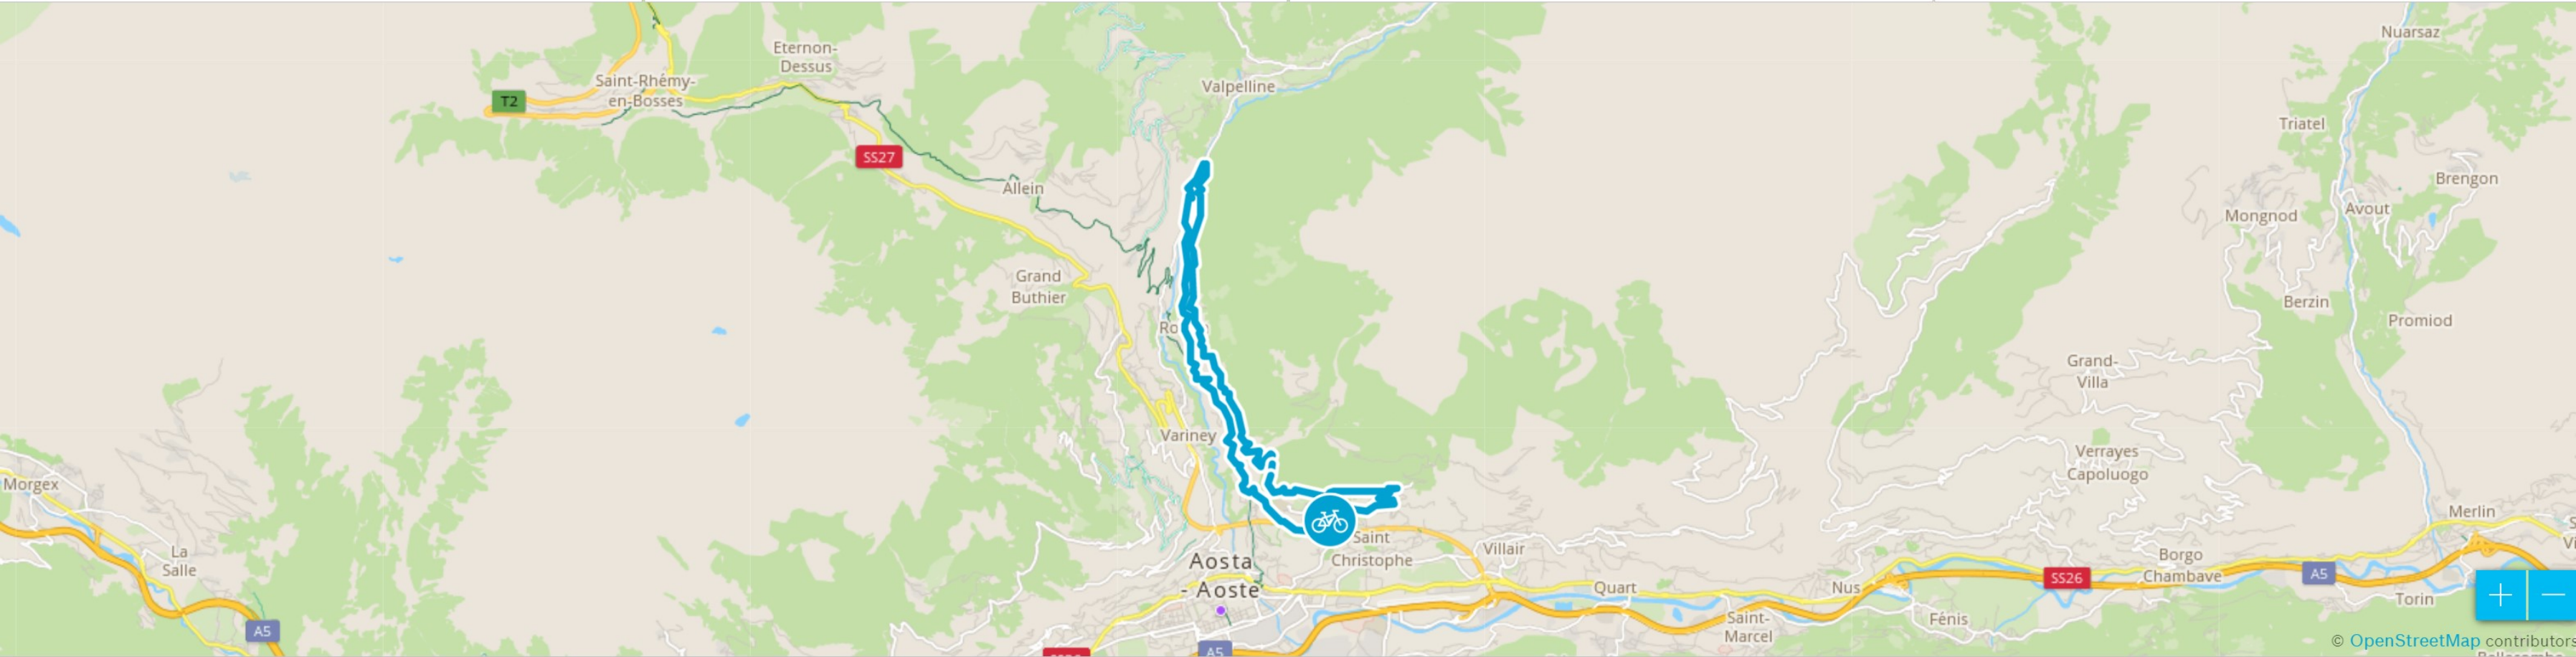 Nuarsaz
Eternon-
Dessus
Saint-Rhémy-
en-Bosses
Valpelline
T2
Triatel
SS27
Brengon
Allein
Mongnod
Avout
Grand
Buthier
Berzin
Promiod
Ro
Grand-
Villa
Variney
Verrayes
Capoluogo
Morgex
Merlin
La
Salle
Saint
Christophe
Villair
Borgo
Chambave
Aosta
- Aoste
Quart
Nus
SS26
A5
Torin
Saint-
Marcel
Fénis
A5
A5
© OpenStreetMap contributors